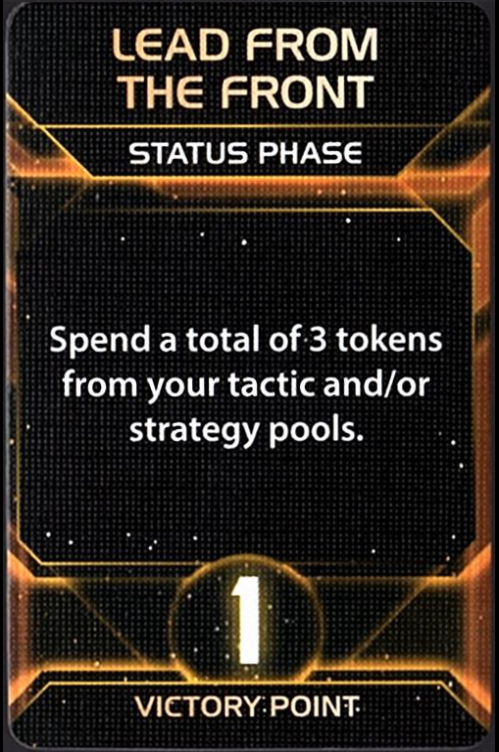 LEAD FROM
THE FRONT
STATUS PHASE
Spend a total of 3 tokens
from your tactic and/or
strategy pools.
1
VICTORY POINT